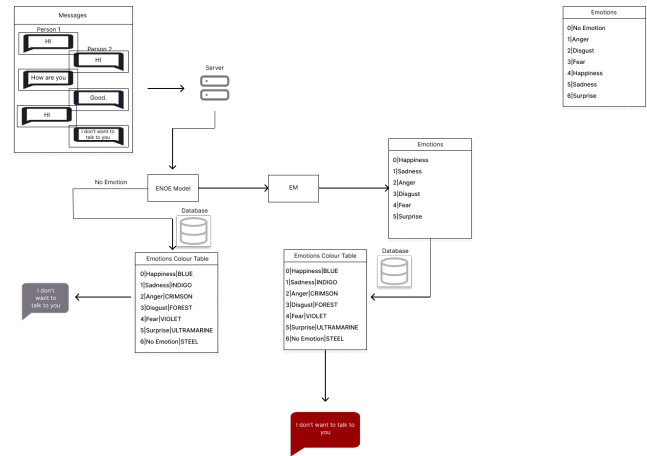 Messages
Person 1
HI
Person 2
HI
How are you
Good.
HI
I don't want to
talk to you
Server
Emotions
0|No Emotion
1|Anger
2|Disgust
3|Fear
4|Happiness
5|Sadness
6|Surprise
No Emotion
ENOE Model
EM
Emotions
0|Happiness
1|Sadness
2|Anger
3|Disgust
4|Fear
5|Surprise
Database
Emotions Colour Table
0|Happiness|BLUE
1|Sadness|INDIGO
2|Anger|CRIMSON
3|Disgust|FOREST
4|Fear|VIOLET
5|Surprise|ULTRAMARINE
6|No Emotion|STEEL
I don't
want to
talk to you
Database
Emotions Colour Table
0|Happiness|BLUE
1|Sadness|INDIGO
2|Anger|CRIMSON
3|Disgust|FOREST
4|Fear|VIOLET
5|Surprise|ULTRAMARINE
6|No Emotion|STEEL
I don't want to talk to
you